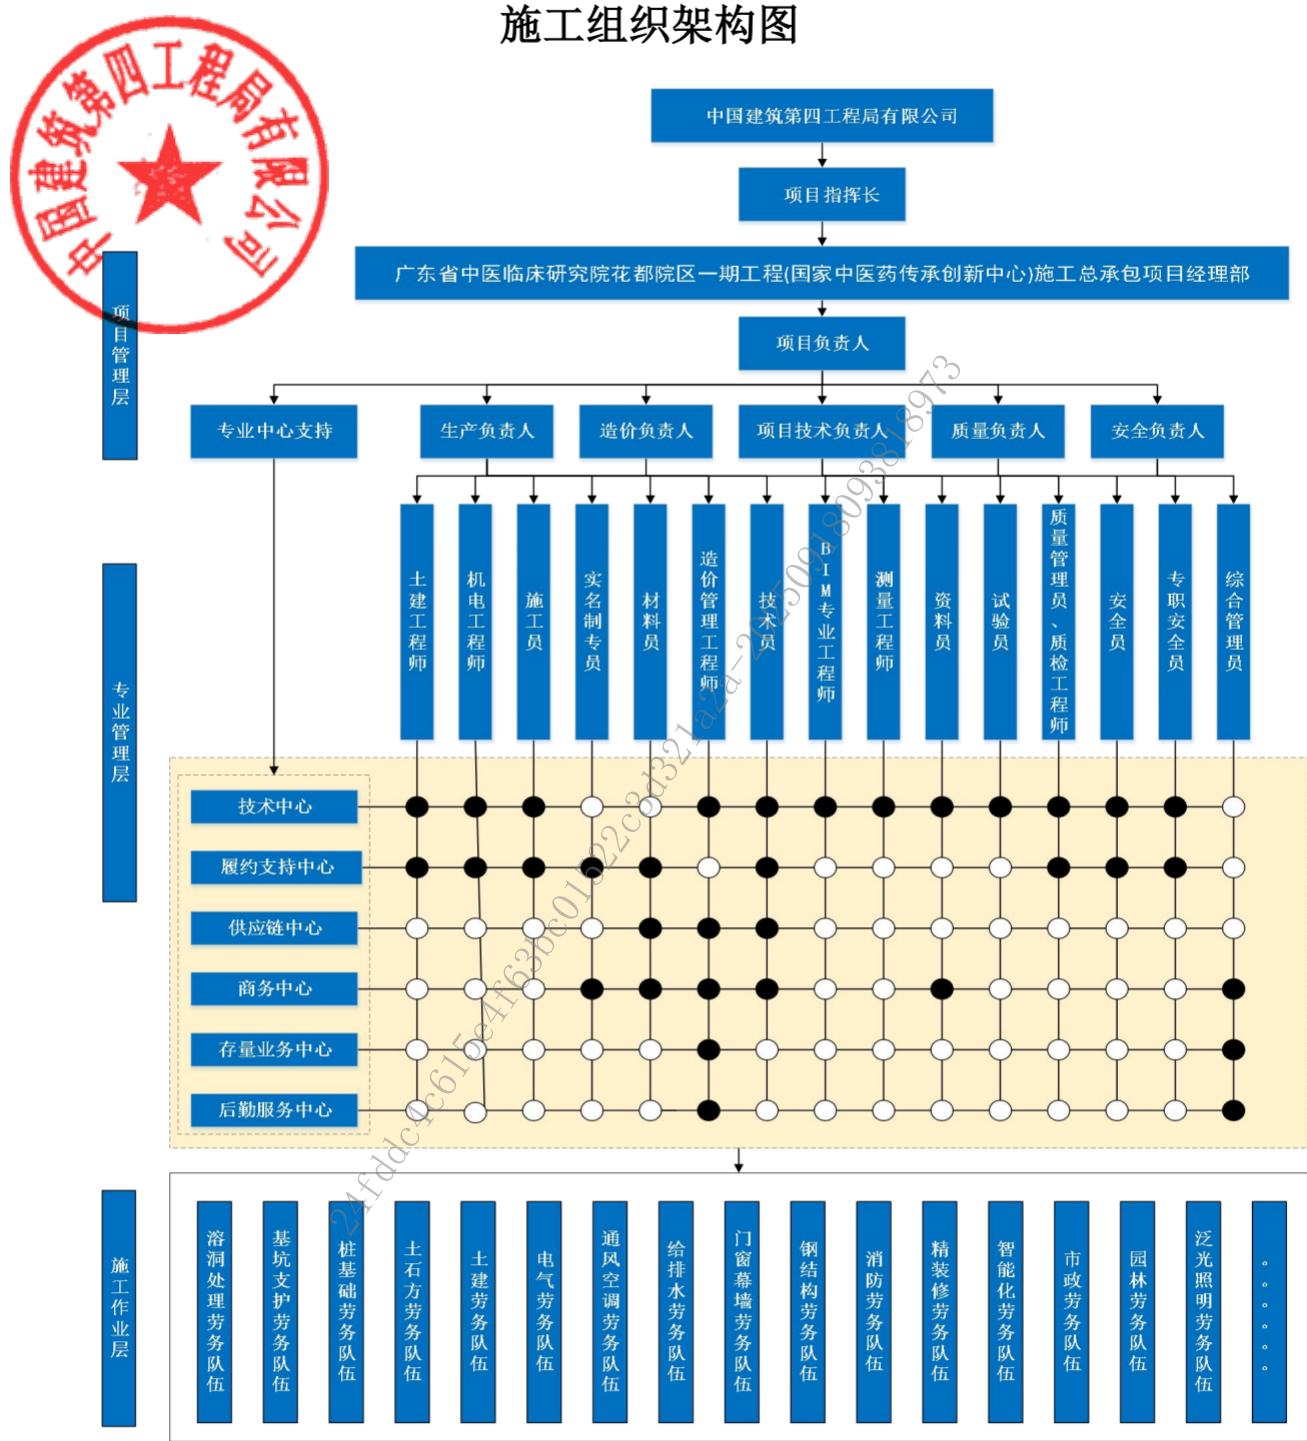 施工组织架构图
中国建筑第四工程局有限公司
中国建筑第四工程局有限公司
项目指挥长
广东省中医临床研究院花都院区一期工程(国家中医药传承创新中心)施工总承包项目经理部
项目负责人
项目管理层
专业中心支持
生产负责人
造价负责人
项目技术负责人
质量负责人
安全负责人
专业管理层
土建工程师
机电工程师
施工员
实名制专员
材料员
造价管理工程师
技术员
BIM专业工程师
测量工程师
资料员
试验员
质量管理员、质检工程师
安全员
专职安全员
综合管理员
技术中心
履约支持中心
供应链中心
商务中心
存量业务中心
后勤服务中心
施工作业层
溶洞处理劳务队伍
基坑支护劳务队伍
桩基础劳务队伍
土石方劳务队伍
土建劳务队伍
电气劳务队伍
通风空调劳务队伍
给排水劳务队伍
门窗幕墙劳务队伍
钢结构劳务队伍
消防劳务队伍
精装修劳务队伍
智能化劳务队伍
市政劳务队伍
园林劳务队伍
泛光照明劳务队伍
。。。。。。